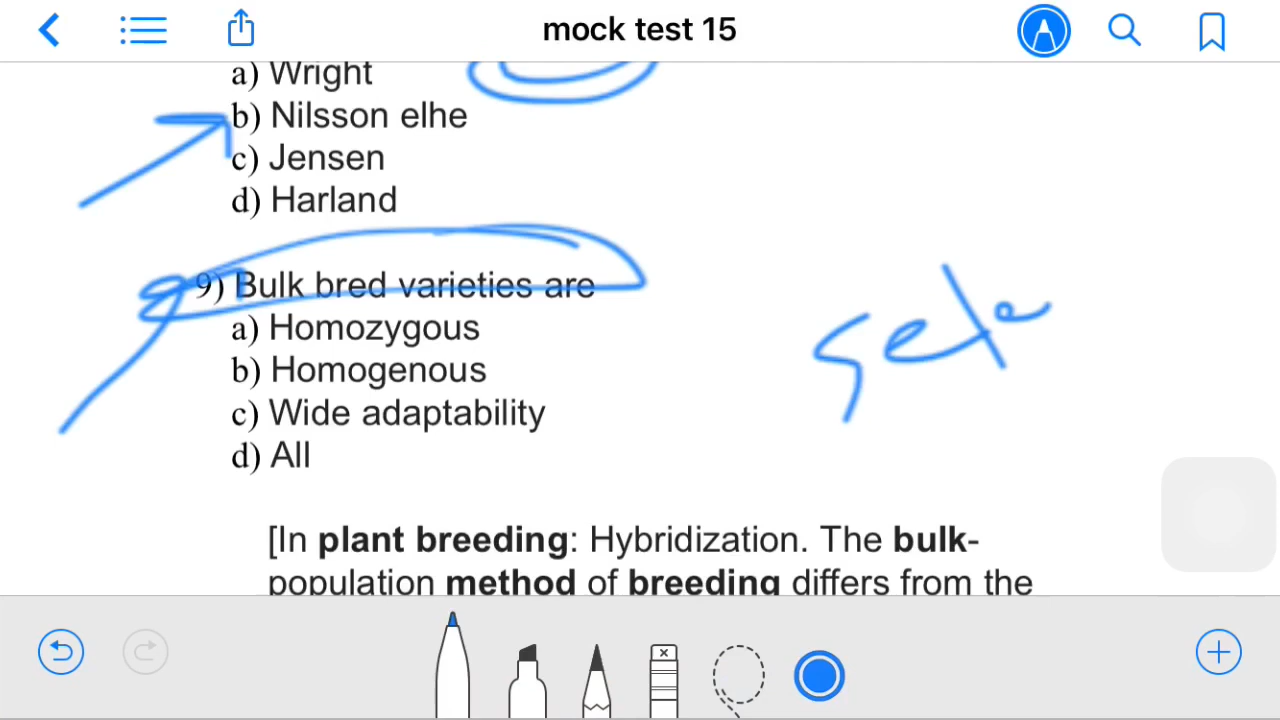 mock test 15
a) Wright
b) Nilsson elhe
c) Jensen
d) Harland
9) Bulk bred varieties are
a) Homozygous
b) Homogenous
c) Wide adaptability
d) All
[In plant breeding: Hybridization. The bulk-
population method of breeding differs from the